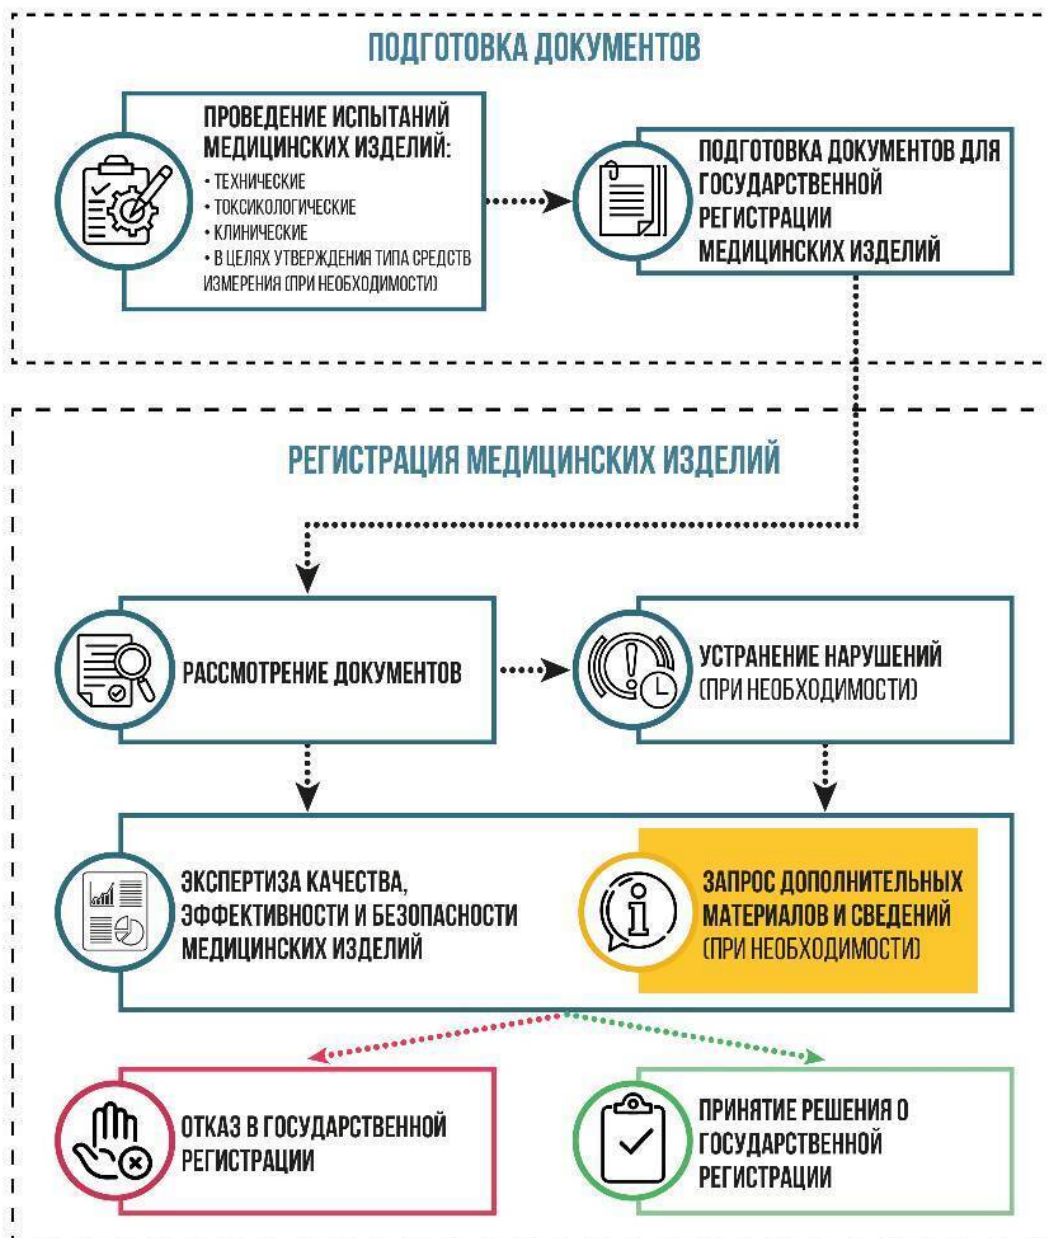 ПОДГОТОВКА ДОКУМЕНТОВ
ПРОВЕДЕНИЕ ИСПЫТАНИЙ
МЕДИЦИНСКИХ ИЗДЕЛИЙ:
• ТЕХНИЧЕСКИЕ
• ТОКСИКОЛОГИЧЕСКИЕ
• КЛИНИЧЕСКИЕ
• В ЦЕЛЯХ УТВЕРЖДЕНИЯ ТИПА СРЕДСТВ
ИЗМЕРЕНИЯ (ПРИ НЕОБХОДИМОСТИ)
ПОДГОТОВКА ДОКУМЕНТОВ ДЛЯ
ГОСУДАРСТВЕННОЙ
РЕГИСТРАЦИИ
МЕДИЦИНСКИХ ИЗДЕЛИЙ
РЕГИСТРАЦИЯ МЕДИЦИНСКИХ ИЗДЕЛИЙ
РАССМОТРЕНИЕ ДОКУМЕНТОВ
УСТРАНЕНИЕ НАРУШЕНИЙ
(ПРИ НЕОБХОДИМОСТИ)
ЭКСПЕРТИЗА КАЧЕСТВА,
ЭФФЕКТИВНОСТИ И БЕЗОПАСНОСТИ
МЕДИЦИНСКИХ ИЗДЕЛИЙ
ЗАПРОС ДОПОЛНИТЕЛЬНЫХ
МАТЕРИАЛОВ И СВЕДЕНИЙ
(ПРИ НЕОБХОДИМОСТИ)
ОТКАЗ В ГОСУДАРСТВЕННОЙ
РЕГИСТРАЦИИ
ПРИНЯТИЕ РЕШЕНИЯ О
ГОСУДАРСТВЕННОЙ
РЕГИСТРАЦИИ